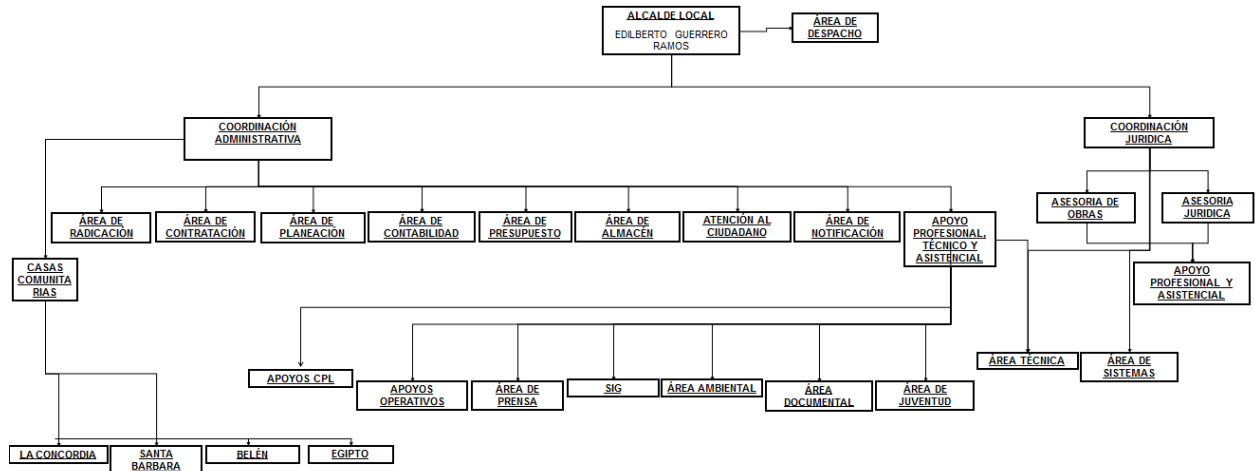 ALCALDE LOCAL
EDILBERTO GUERRERO
RAMOS
ÁREA DE
DESPACHO
COORDINACIÓN
ADMINISTRATIVA
COORDINACIÓN
JURIDICA
ÁREA DE
RADICACIÓN
ÁREA DE
CONTRATACIÓN
ÁREA DE
PLANEACIÓN
ÁREA DE
CONTABILIDAD
ÁREA DE
PRESUPUESTO
ÁREA DE
ALMACÉN
ATENCIÓN AL
CIUDADANO
ÁREA DE
NOTIFICACIÓN
APOYO
PROFESIONAL,
TÉCNICO Y
ASISTENCIAL
ASESORIA DE
OBRAS
ASESORIA
JURIDICA
CASAS
COMUNITA
RIAS
APOYO
PROFESIONAL Y
ASISTENCIAL
APOYOS CPL
APOYOS
OPERATIVOS
ÁREA DE
PRENSA
SIG
ÁREA AMBIENTAL
ÁREA
DOCUMENTAL
ÁREA DE
JUVENTUD
ÁREA TÉCNICA
ÁREA DE
SISTEMAS
LA CONCORDIA
SANTA
BARBARA
BELÉN
EGIPTO